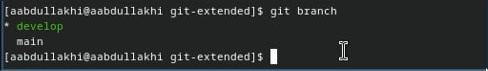 [aabdullakhi@aabdullakhi git-extended]$ git branch
* develop
  main
[aabdullakhi@aabdullakhi git-extended]$